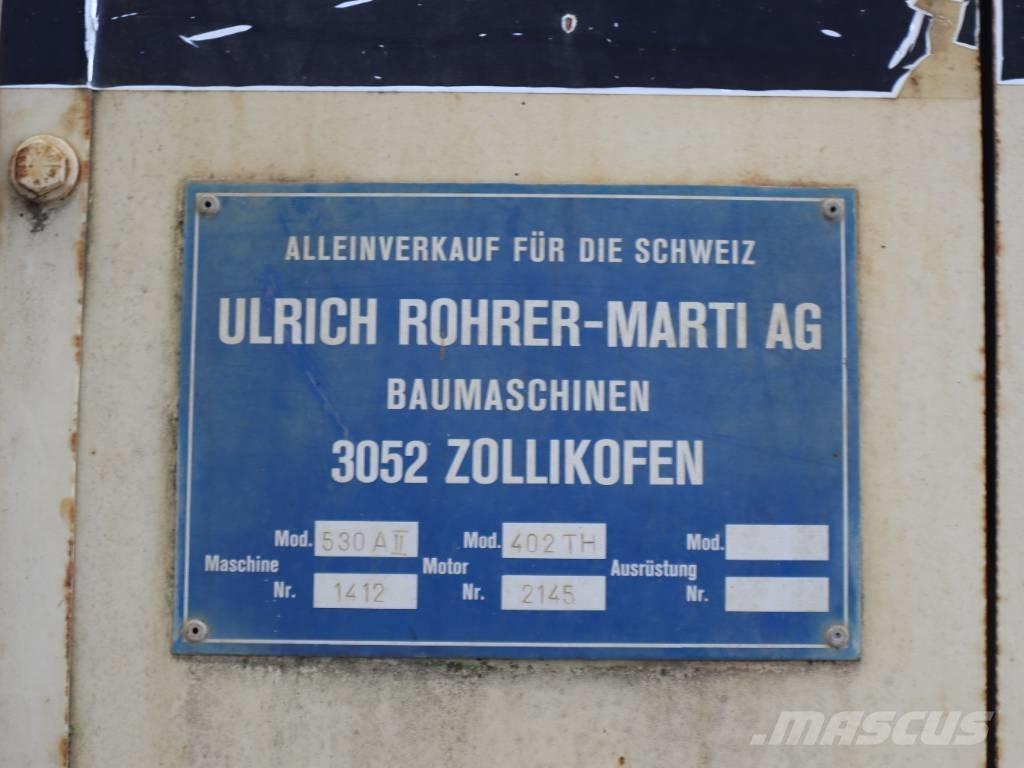 ALLEINVERKAUF FÜR DIE SCHWEIZ
ULRICH ROHRER-MARTI AG
BAUMASCHINEN
3052 ZOLLIKOFEN
Mod. 530 A II Mod. 402 TH Mod.
Maschine Motor Ausrüstung
Nr. 1412 Nr. 2145 Nr.
MASCUS